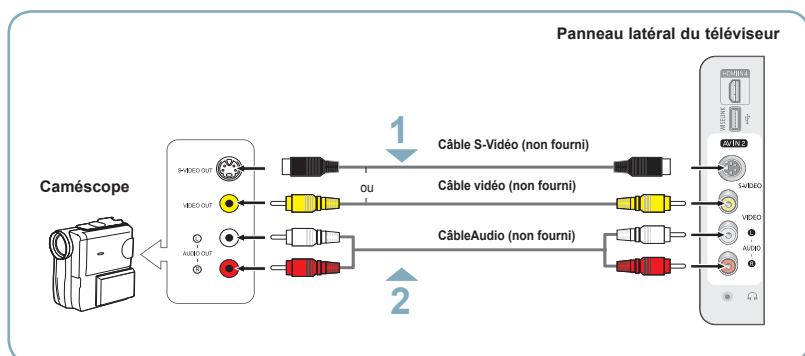 Panneau latéral du téléviseur
HDMI IN 4
WISELINK
1
Câble S-Vidéo (non fourni)
AV IN 2
S-VIDEO OUT
S-VIDEO
Caméscope
ou
Câble vidéo (non fourni)
VIDEO OUT
VIDEO
L
AUDIO OUT
R
CâbleAudio (non fourni)
L
AUDIO
R
2